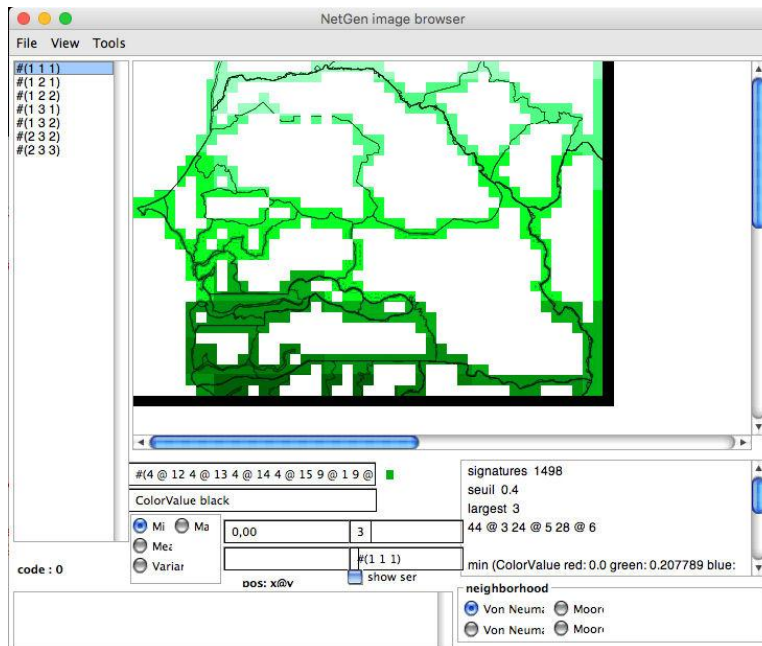 NetGen image browser
File View Tools
#(1 1 1)
#(1 2 1)
#(1 2 2)
#(1 3 1)
#(1 3 2)
#(2 3 2)
#(2 3 3)
#(4 @ 12 4 @ 13 4 @ 14 4 @ 15 9 @ 1 9 @
ColorValue black
Mi Ma
Mea
Variar
0,00 3
#(1 1 1)
show ser
pos: x@y
code : 0
signatures 1498
seuil 0.4
largest 3
44 @ 3 24 @ 5 28 @ 6
min (ColorValue red: 0.0 green: 0.207789 blue:
neighborhood
Von Neuma Moore
Von Neuma Moore